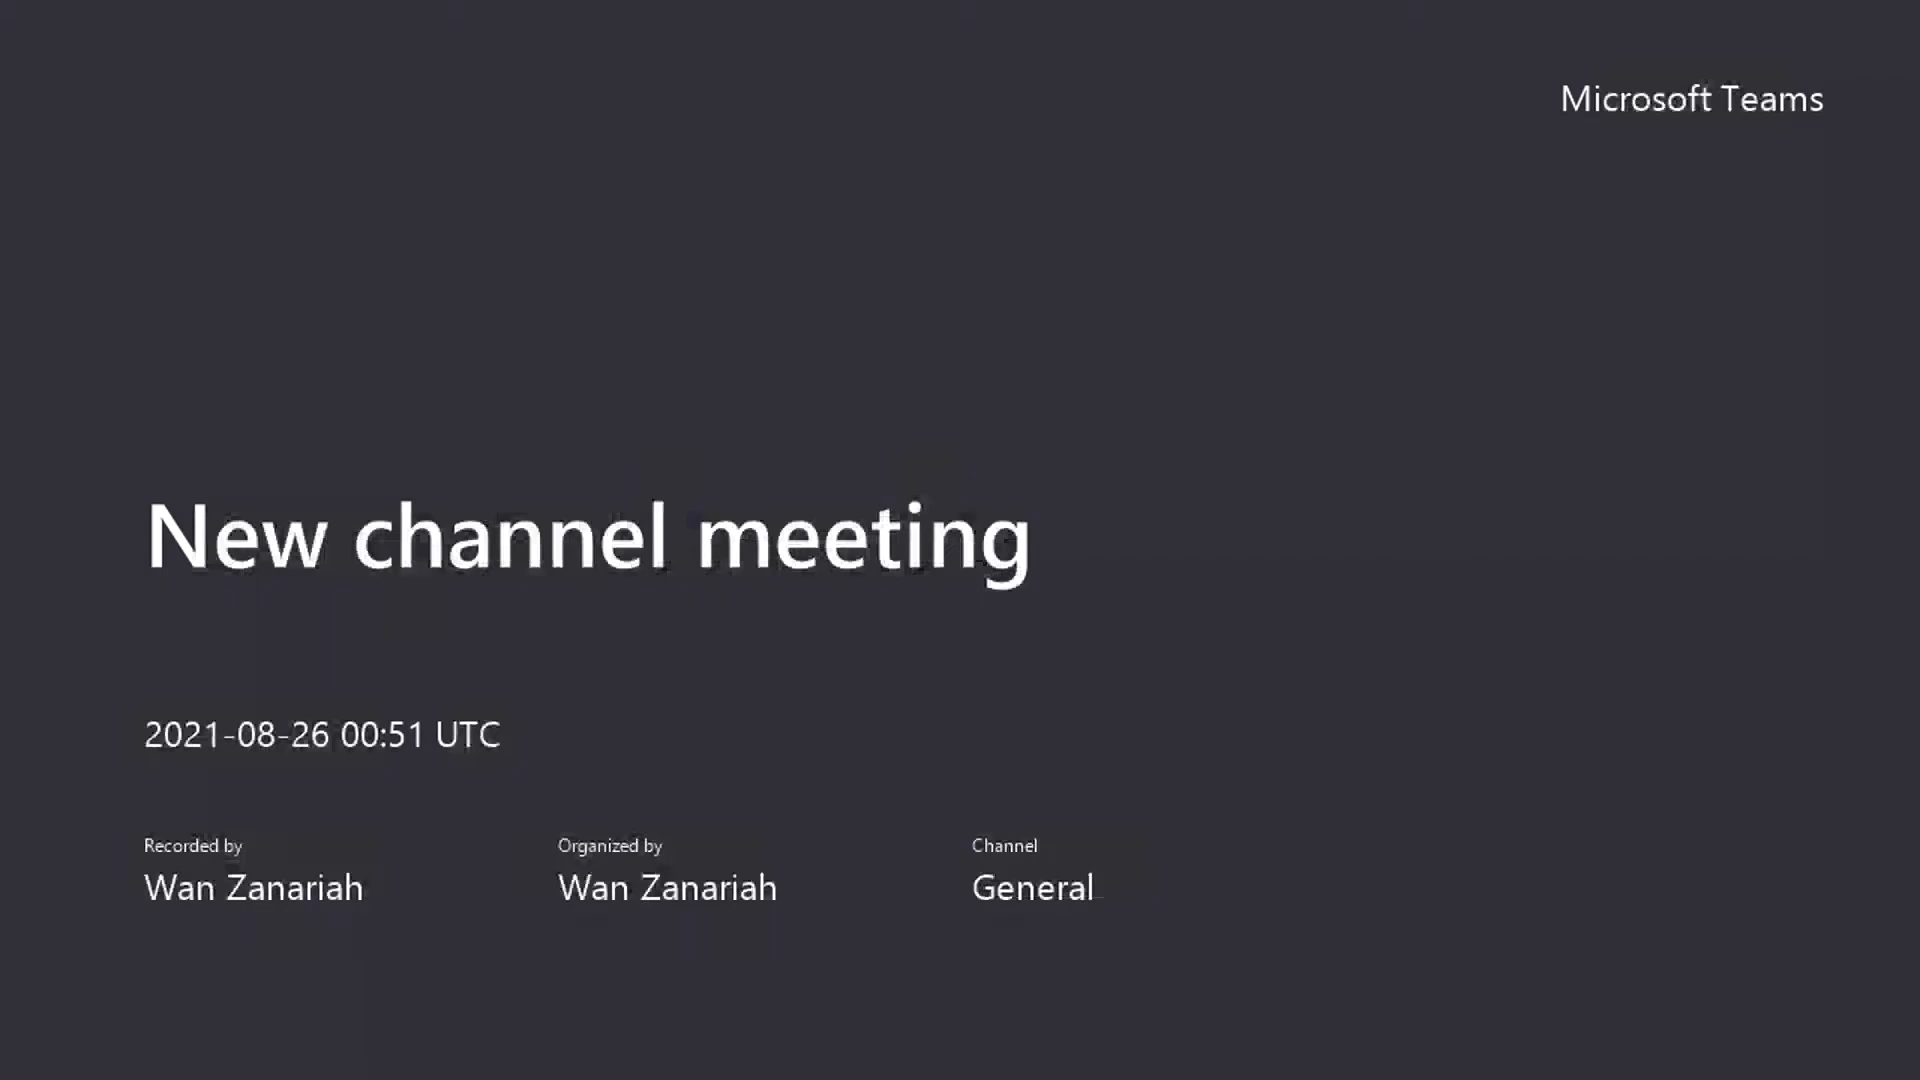 Microsoft Teams
New channel meeting
2021-08-26 00:51 UTC
Recorded by
Wan Zanariah
Organized by
Wan Zanariah
Channel
General